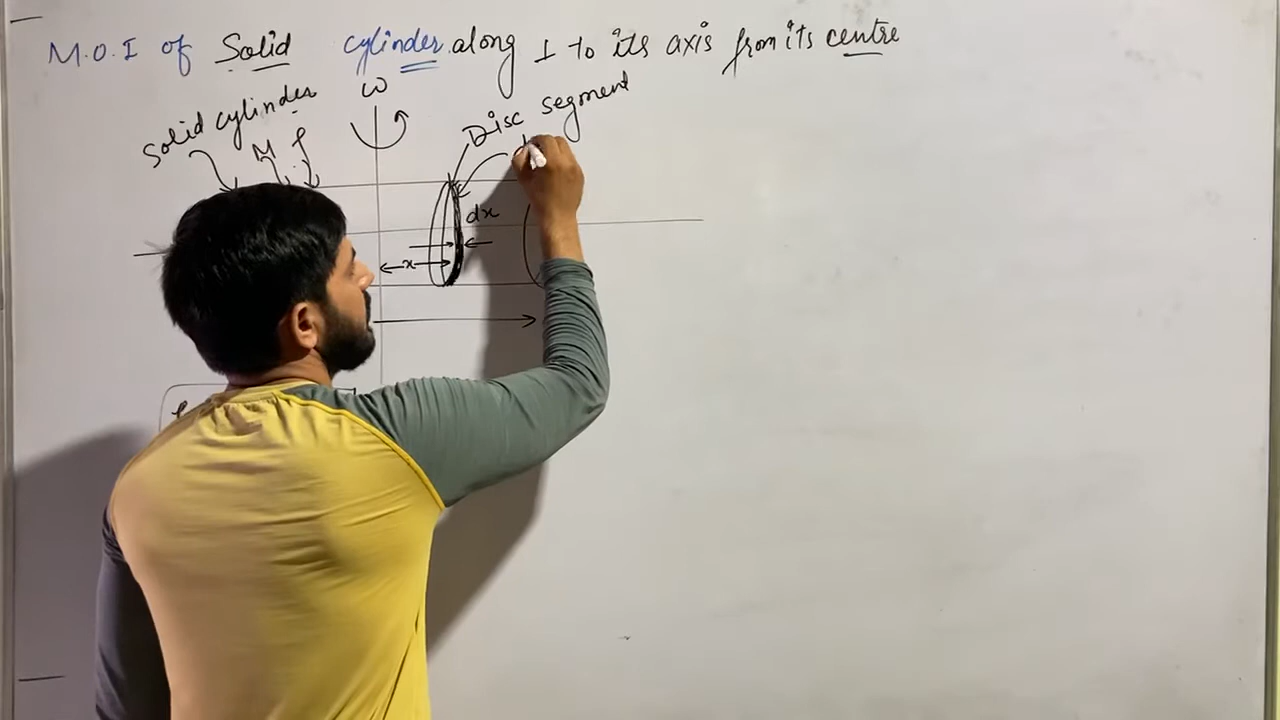 M.O.I of Solid cylinder along ⊥ to its axis from its centre
ω
Solid cylinder
M ρ
Disc segment
dx
x